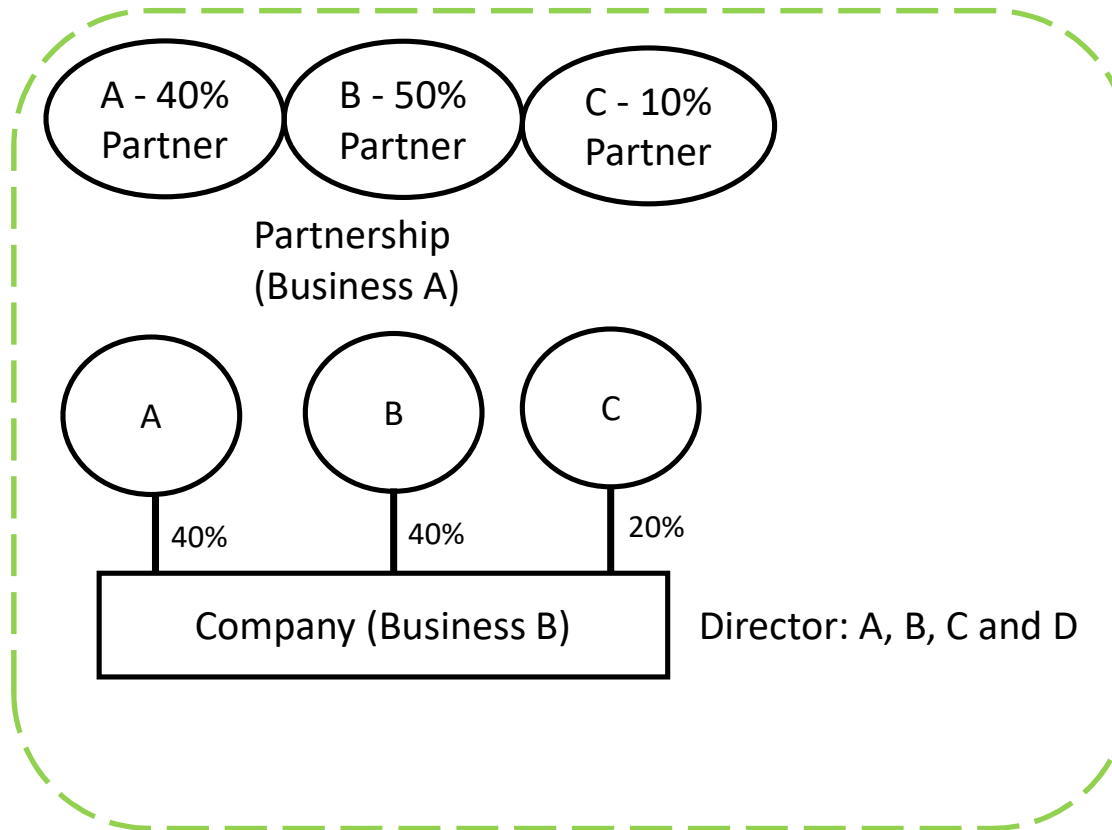 A - 40%
Partner
B - 50%
Partner
C - 10%
Partner
Partnership
(Business A)
A
B
C
40%
40%
20%
Company (Business B)
Director: A, B, C and D